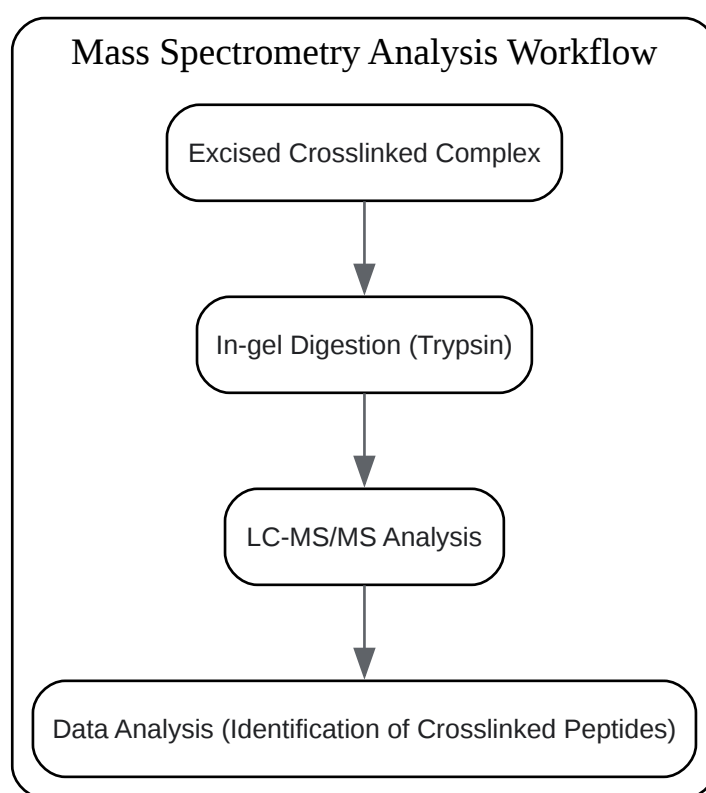 Mass Spectrometry Analysis Workflow
Excised Crosslinked Complex
In-gel Digestion (Trypsin)
LC-MS/MS Analysis
Data Analysis (Identification of Crosslinked Peptides)